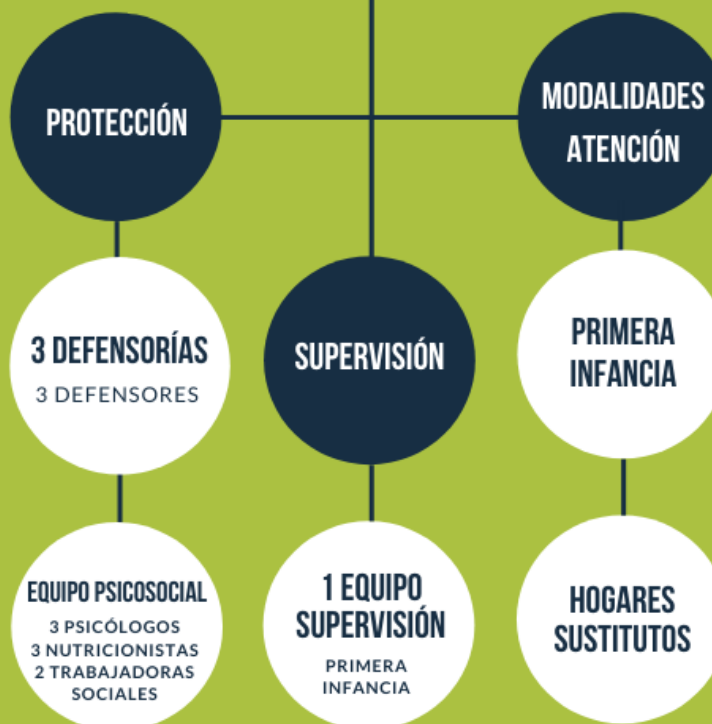 PROTECCIÓN
MODALIDADES
ATENCIÓN
3 DEFENSORÍAS
3 DEFENSORES
SUPERVISIÓN
PRIMERA
INFANCIA
EQUIPO PSICOSOCIAL
3 PSICÓLOGOS
3 NUTRICIONISTAS
2 TRABAJADORAS
SOCIALES
1 EQUIPO
SUPERVISIÓN
PRIMERA
INFANCIA
HOGARES
SUSTITUTOS